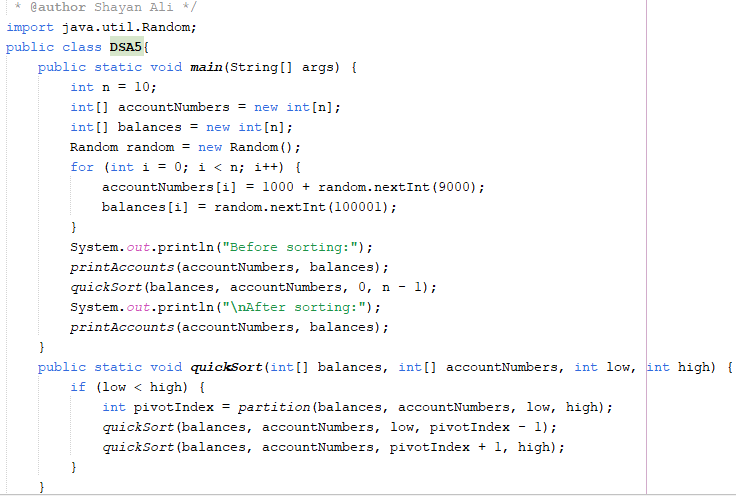 * @author Shayan Ali */
import java.util.Random;
public class DSA5{
    public static void main(String[] args) {
        int n = 10;
        int[] accountNumbers = new int[n];
        int[] balances = new int[n];
        Random random = new Random();
        for (int i = 0; i < n; i++) {
            accountNumbers[i] = 1000 + random.nextInt(9000);
            balances[i] = random.nextInt(100001);
        }
        System.out.println("Before sorting:");
        printAccounts(accountNumbers, balances);
        quickSort(balances, accountNumbers, 0, n - 1);
        System.out.println("\nAfter sorting:");
        printAccounts(accountNumbers, balances);
    }
    public static void quickSort(int[] balances, int[] accountNumbers, int low, int high) {
        if (low < high) {
            int pivotIndex = partition(balances, accountNumbers, low, high);
            quickSort(balances, accountNumbers, low, pivotIndex - 1);
            quickSort(balances, accountNumbers, pivotIndex + 1, high);
        }
    }